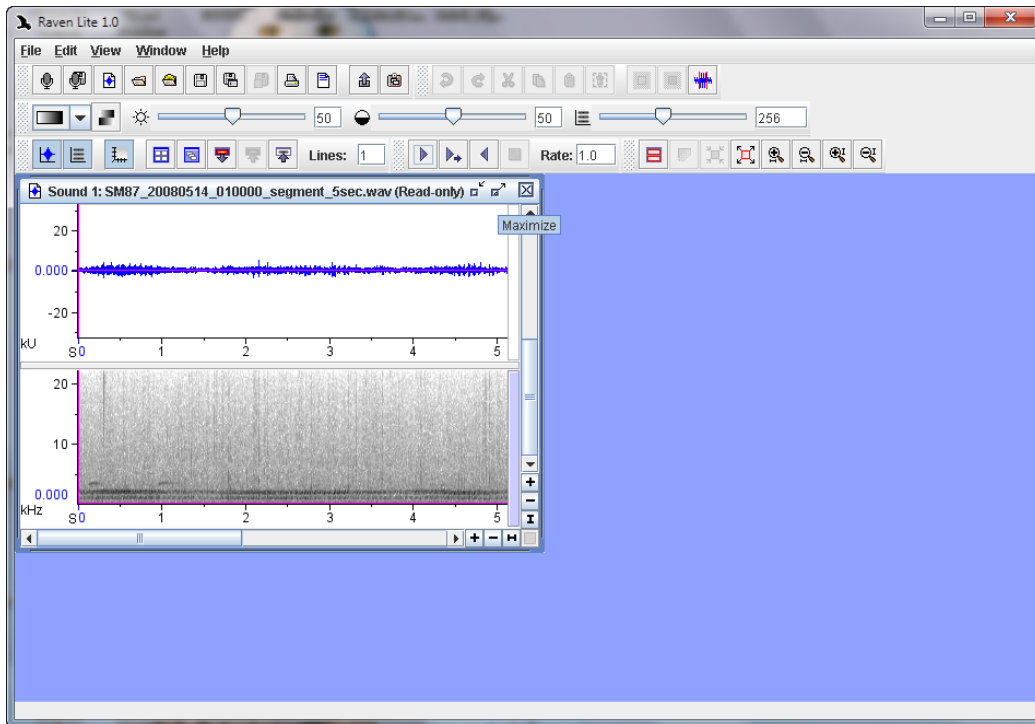 Raven Lite 1.0
File Edit View Window Help
50 50 256
Lines: 1 Rate: 1.0
Sound 1: SM87_20080514_010000_segment_5sec.wav (Read-only)
Maximize
20
0.000
-20
kU
S 0 1 2 3 4 5
20
10
0.000
kHz
S 0 1 2 3 4 5